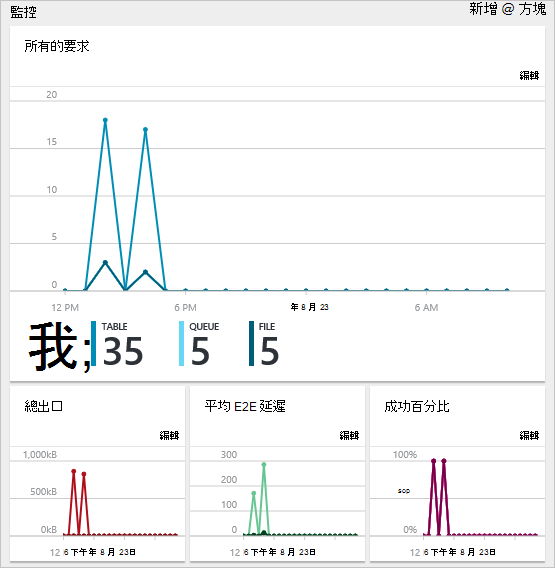 監控 新增 @ 方塊
所有的要求
編輯
20
15
10
5
0
12 PM 6 PM 年 8 月 23 6 AM
我; TABLE 35 QUEUE 5 FILE 5
總出口 平均 E2E 延遲 成功百分比
編輯 編輯 編輯
1,000kB 300 100%
200
500kB sop
100
0kB 0 0%
12 6 下午年 8 月 23日 12 6 下午年 8 月 23日 12 6 下午年 8 月 23日